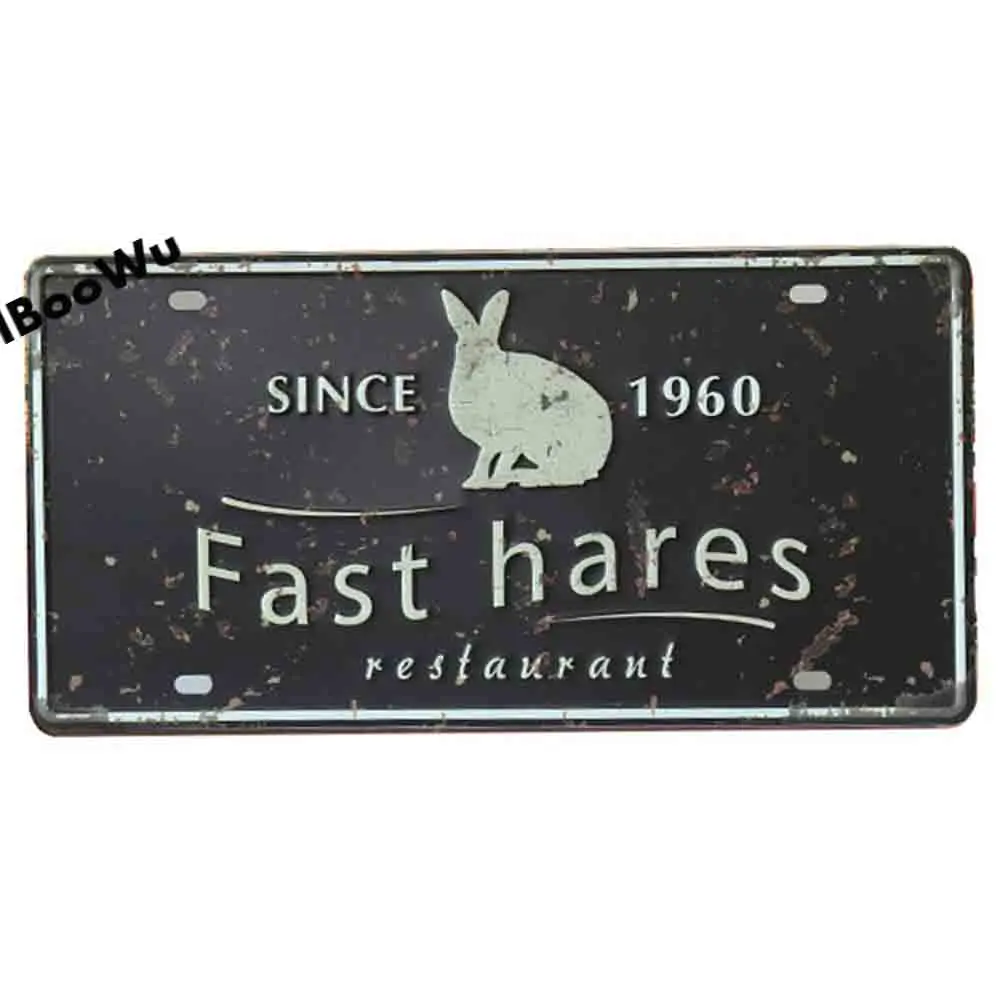 IBooWu
SINCE 1960
Fast hares
restaurant